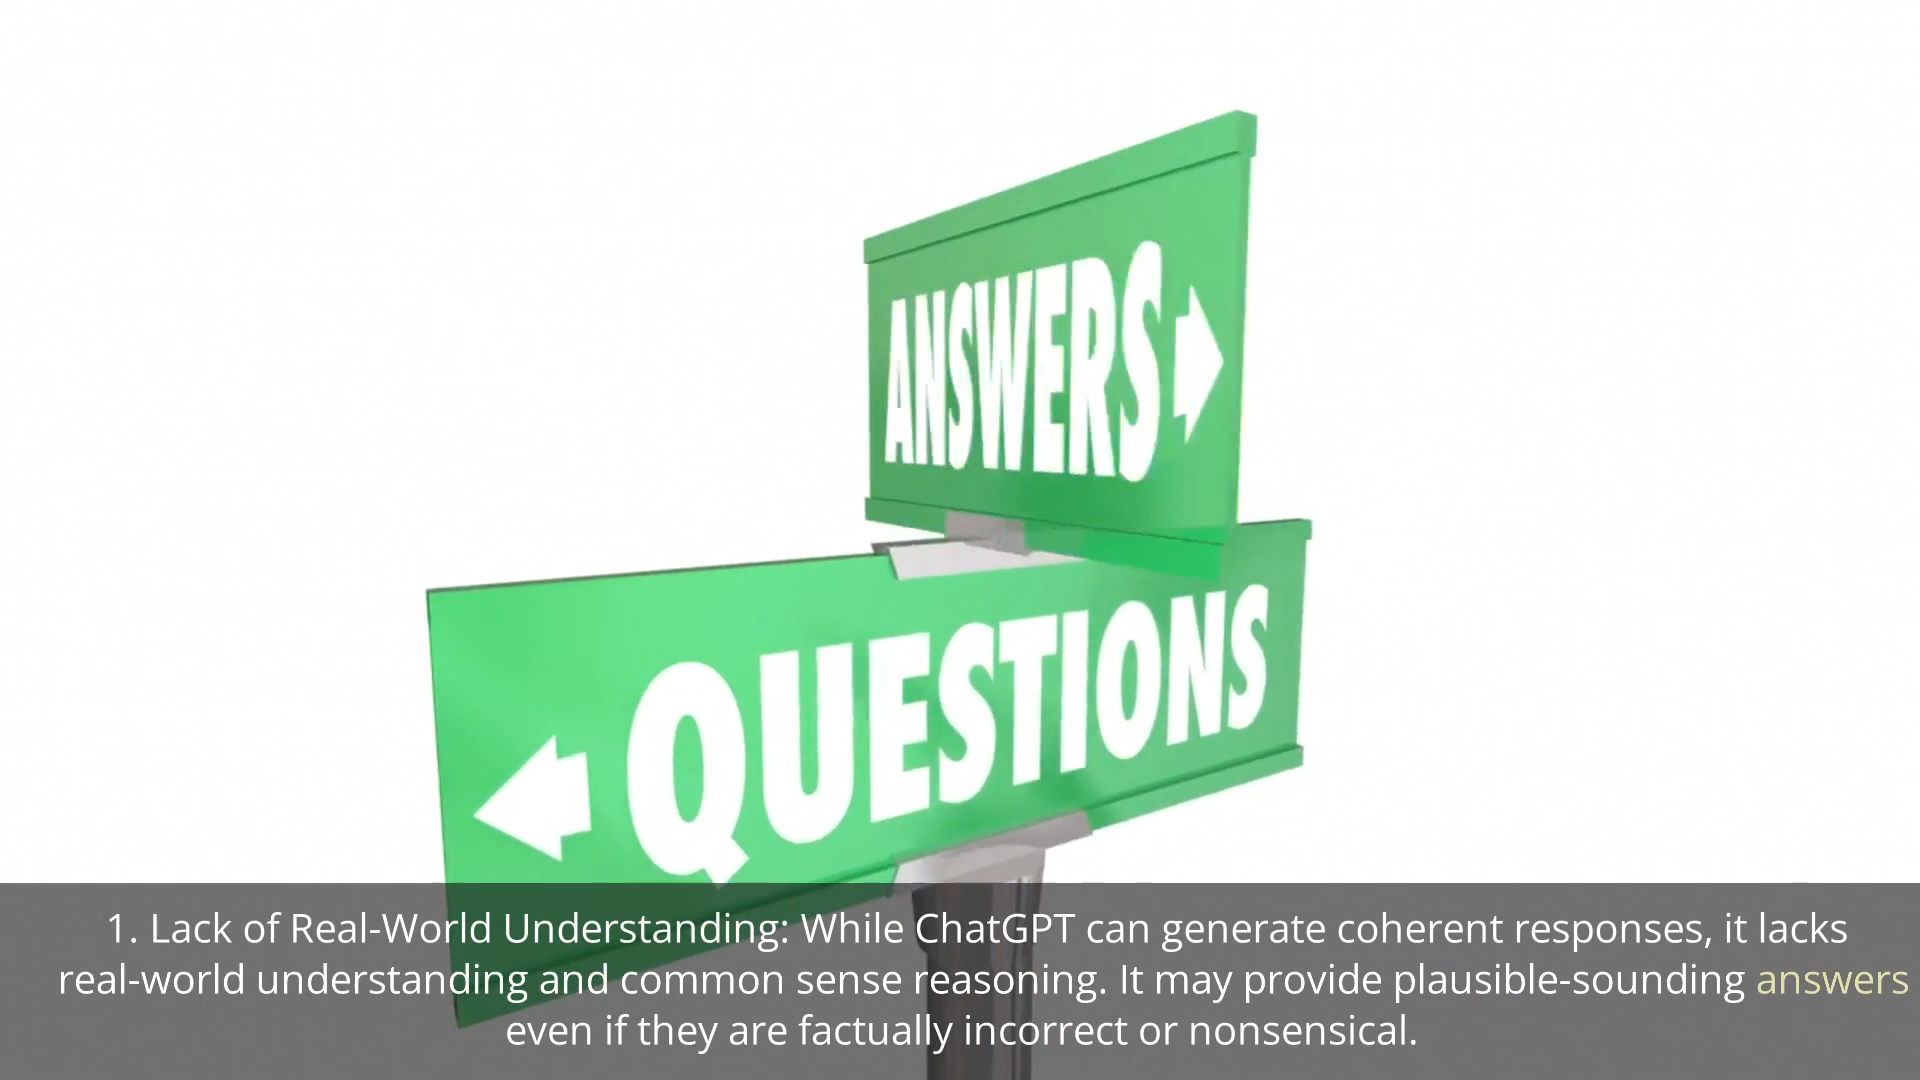 ANSWERS
QUESTIONS
1. Lack of Real-World Understanding: While ChatGPT can generate coherent responses, it lacks
real-world understanding and common sense reasoning. It may provide plausible-sounding answers
even if they are factually incorrect or nonsensical.